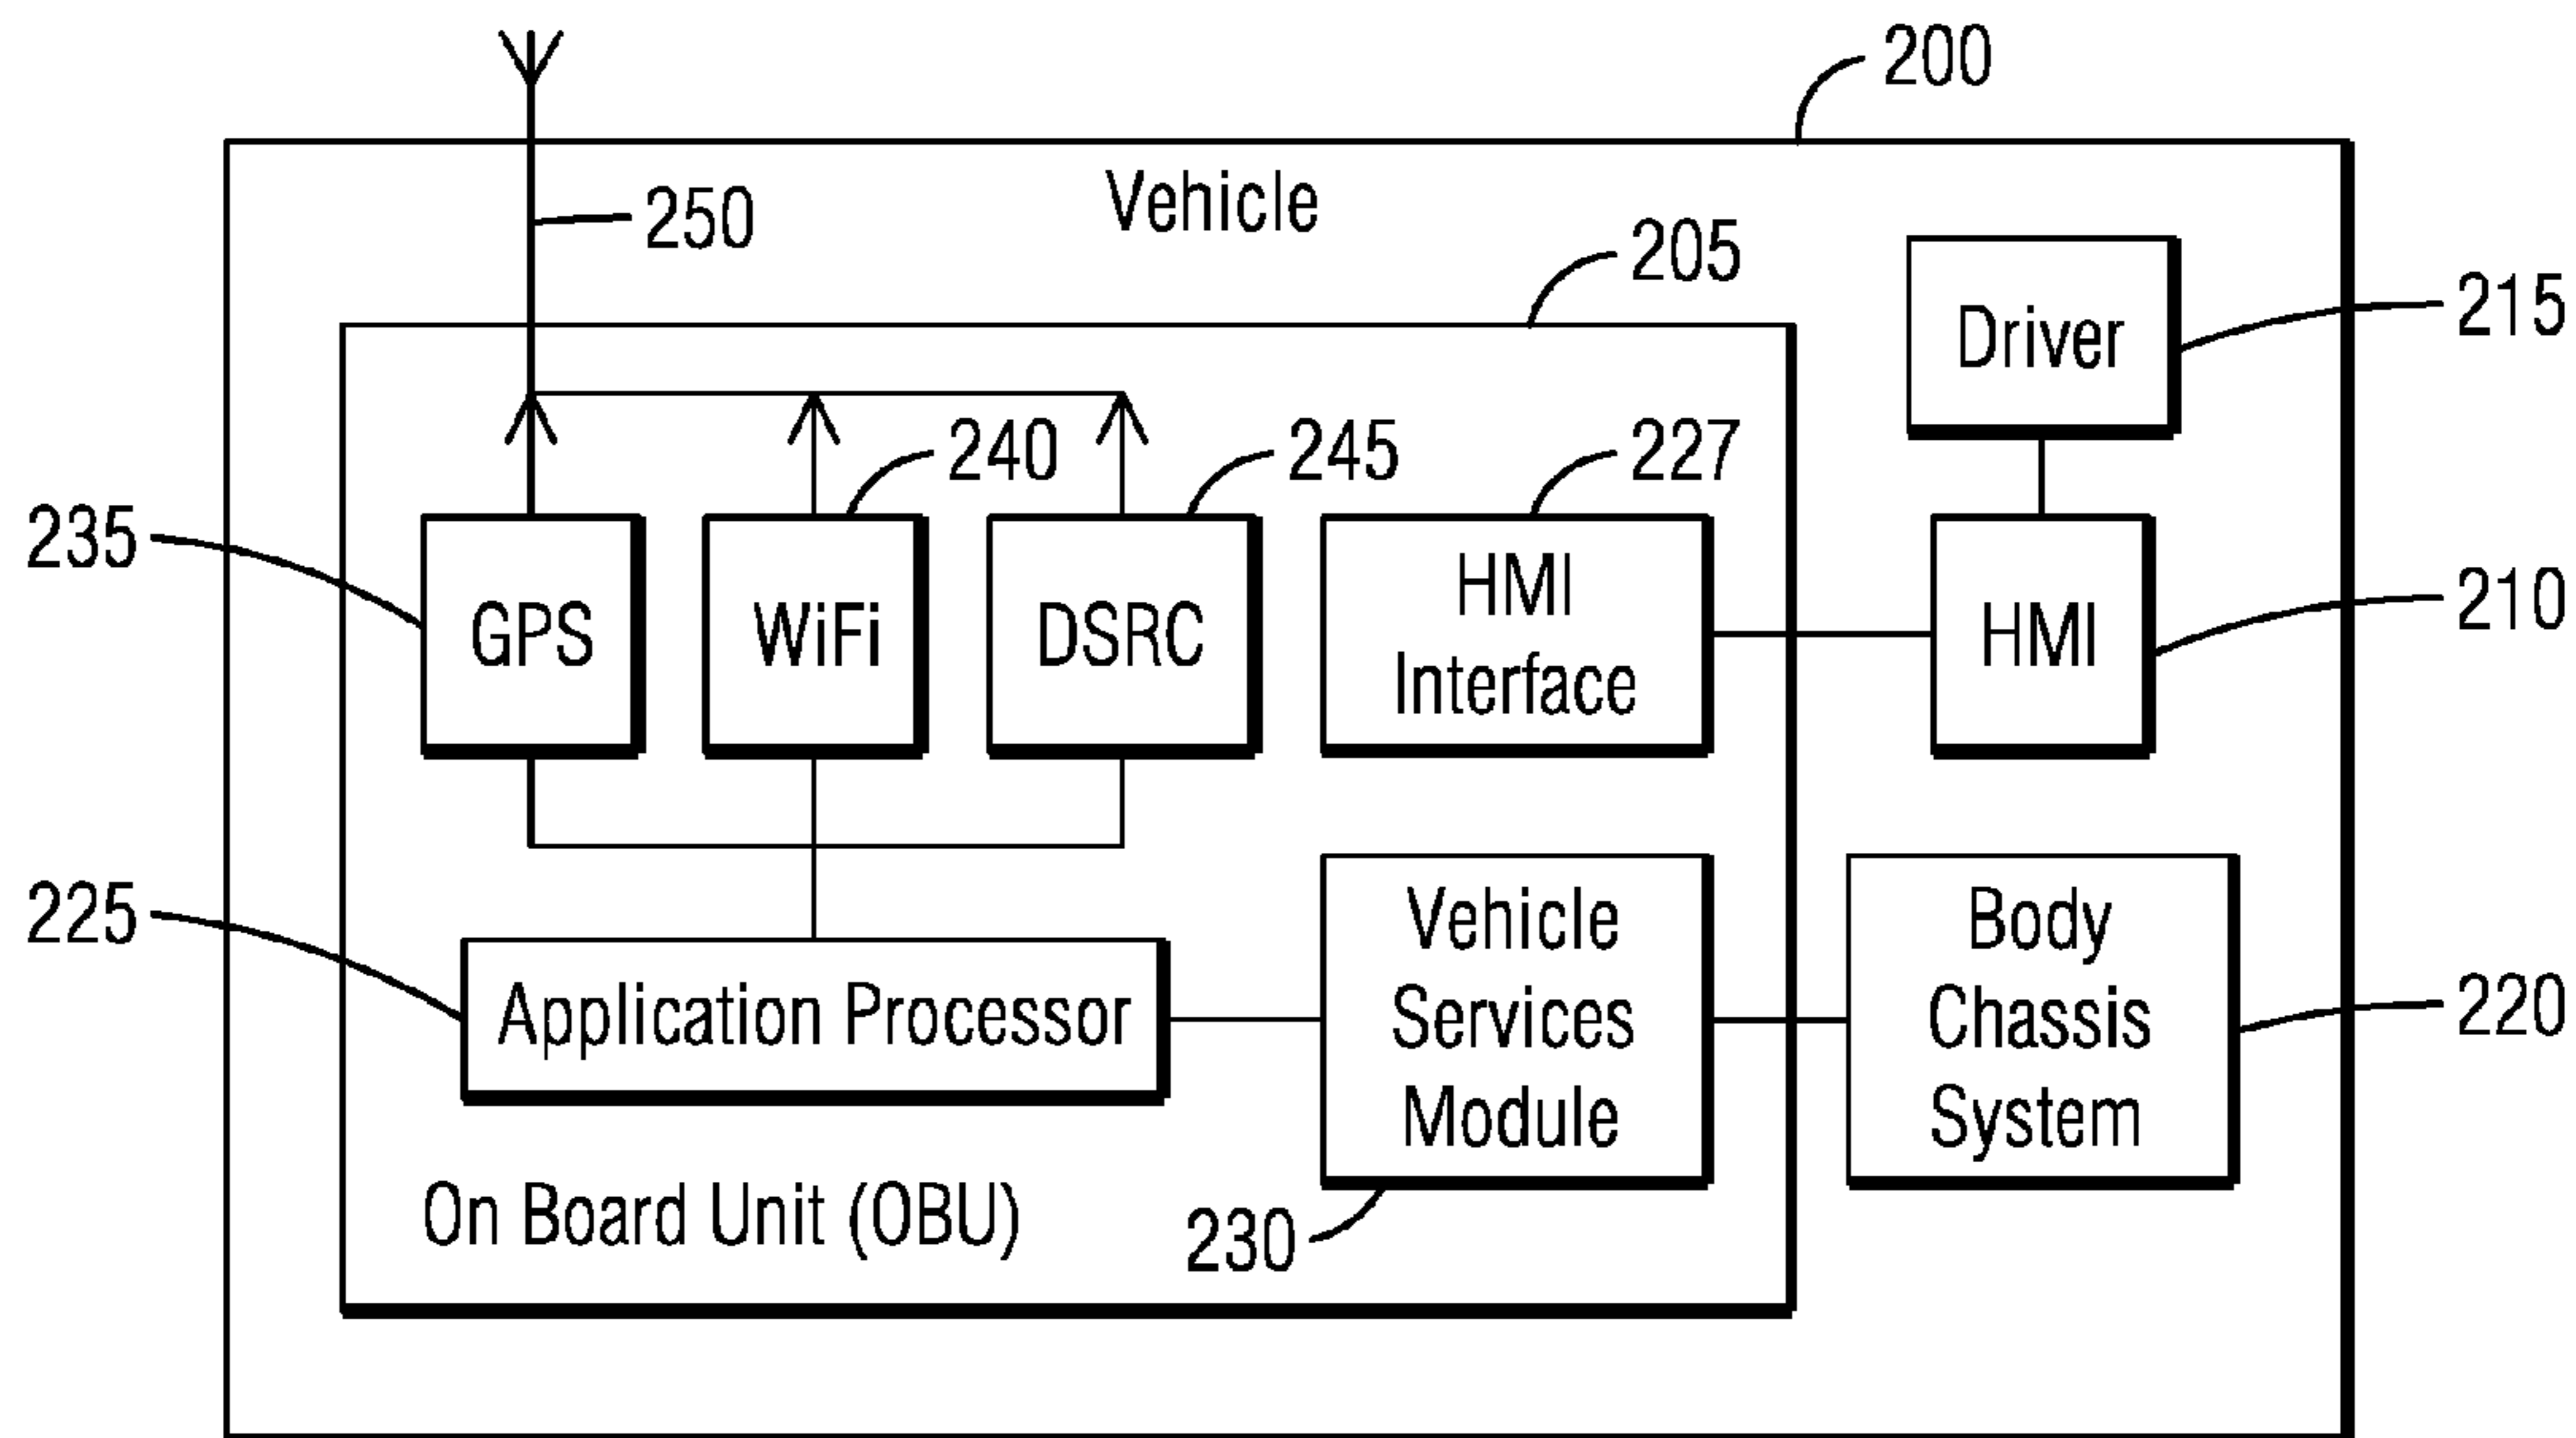 200
Vehicle
250
205
Driver
215
240
245
227
235
GPS
WiFi
DSRC
HMI
Interface
HMI
210
225
Application Processor
Vehicle
Services
Module
Body
Chassis
System
220
On Board Unit (OBU)
230